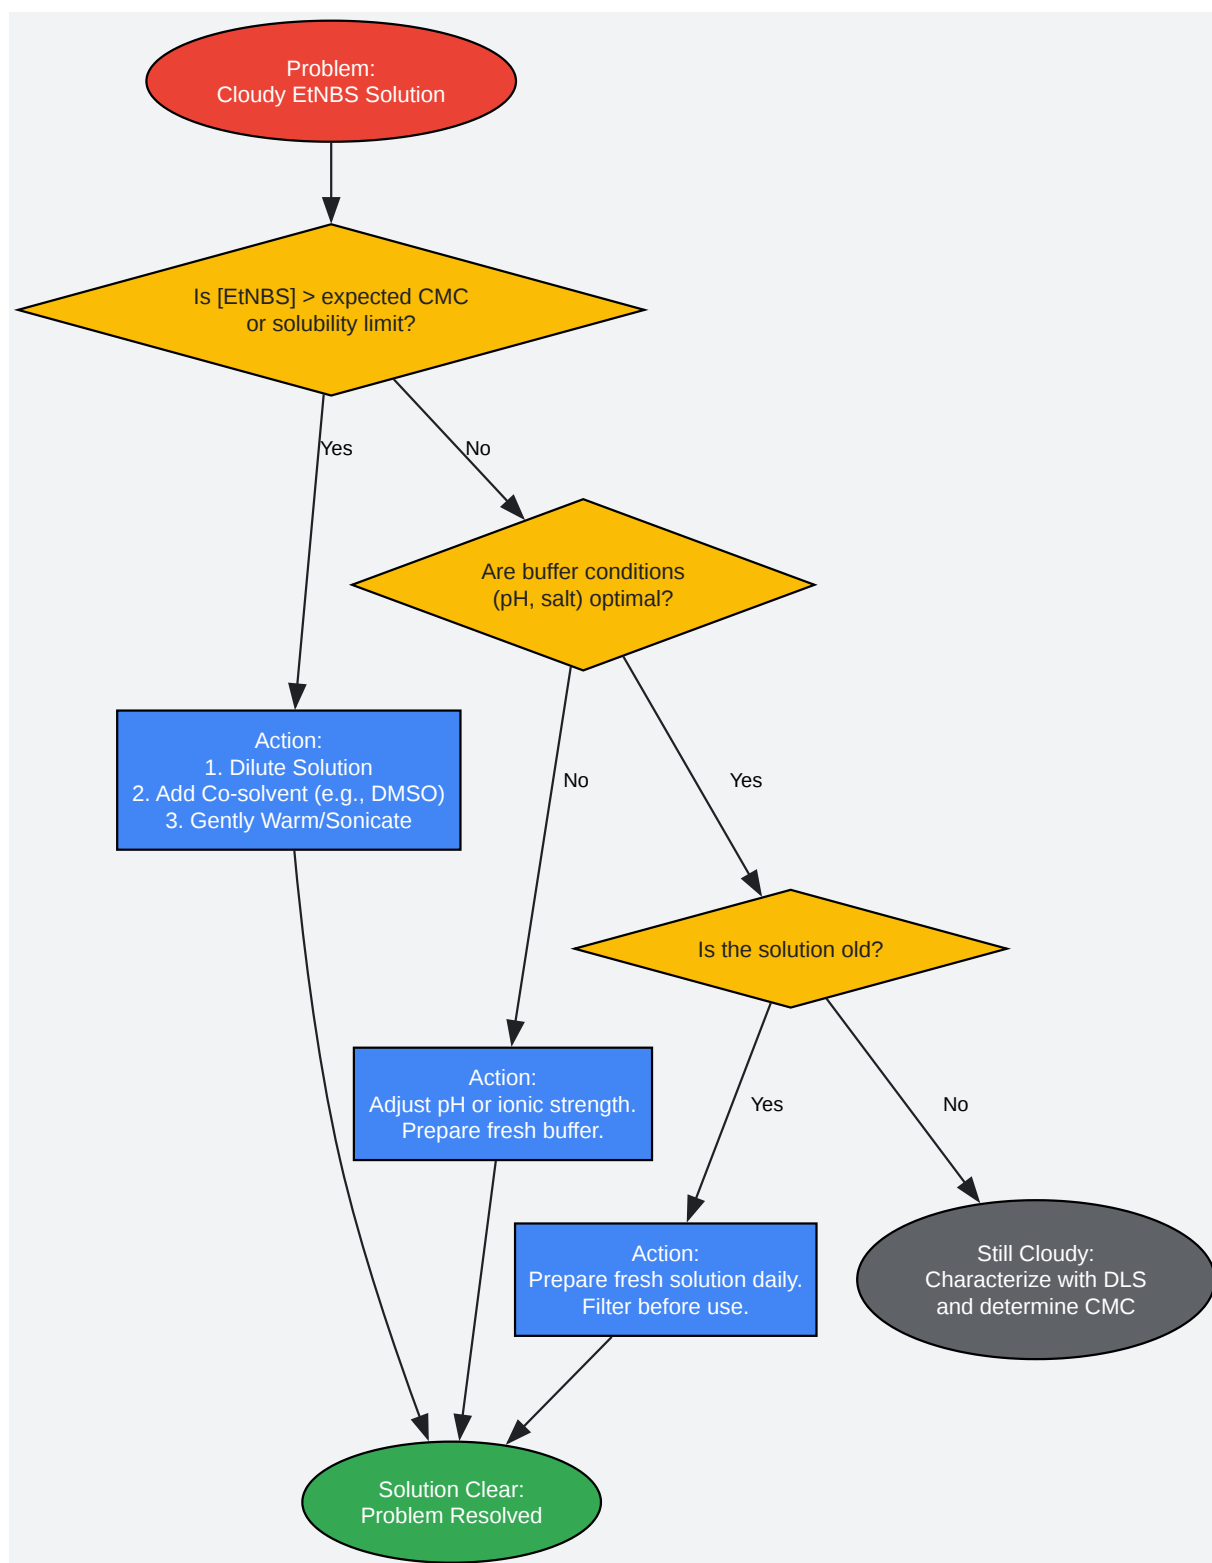 Problem:
Cloudy EtNBS Solution
Is [EtNBS] > expected CMC
or solubility limit?
Yes
No
Are buffer conditions
(pH, salt) optimal?
Action:
1. Dilute Solution
2. Add Co-solvent (e.g., DMSO)
3. Gently Warm/Sonicate
No
Yes
Is the solution old?
Action:
Adjust pH or ionic strength.
Prepare fresh buffer.
Yes
No
Action:
Prepare fresh solution daily.
Filter before use.
Still Cloudy:
Characterize with DLS
and determine CMC
Solution Clear:
Problem Resolved